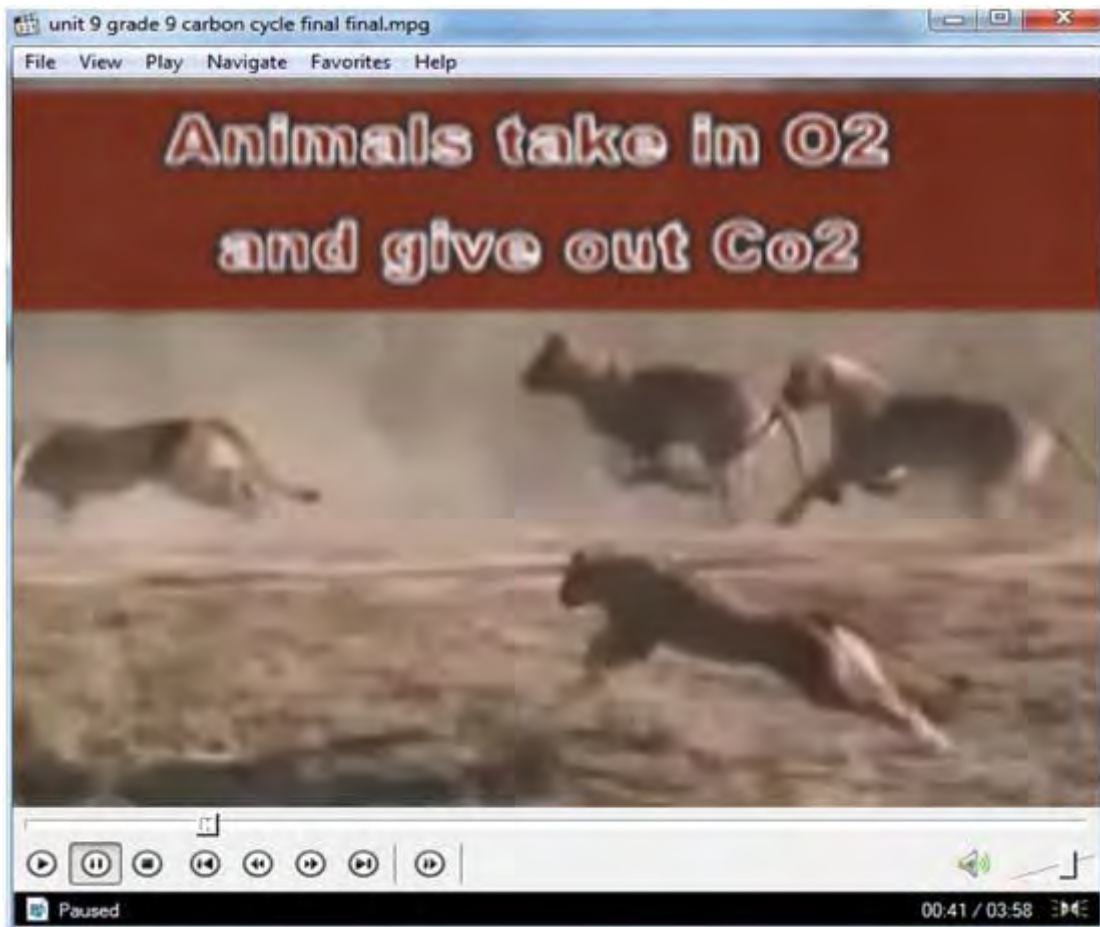 unit 9 grade 9 carbon cycle final final.mpg
File View Play Navigate Favorites Help
Animals take in O2
and give out Co2
Paused
00:41 / 03:58